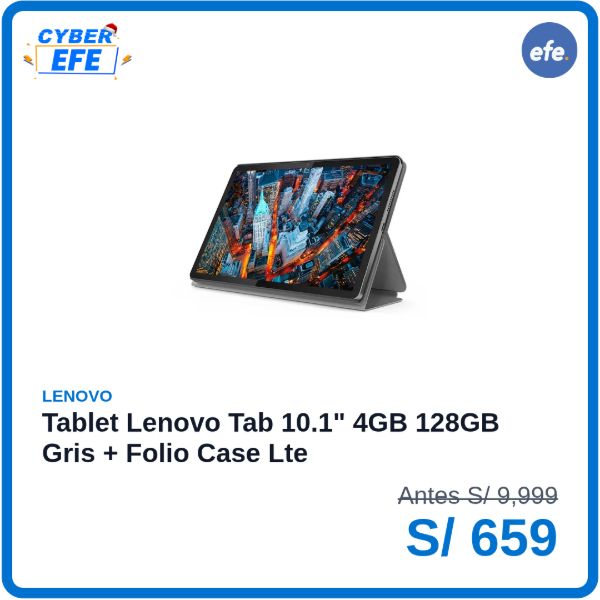 CYBER
EFE
efe.
LENOVO
Tablet Lenovo Tab 10.1" 4GB 128GB
Gris + Folio Case Lte
Antes S/ 9,999
S/ 659